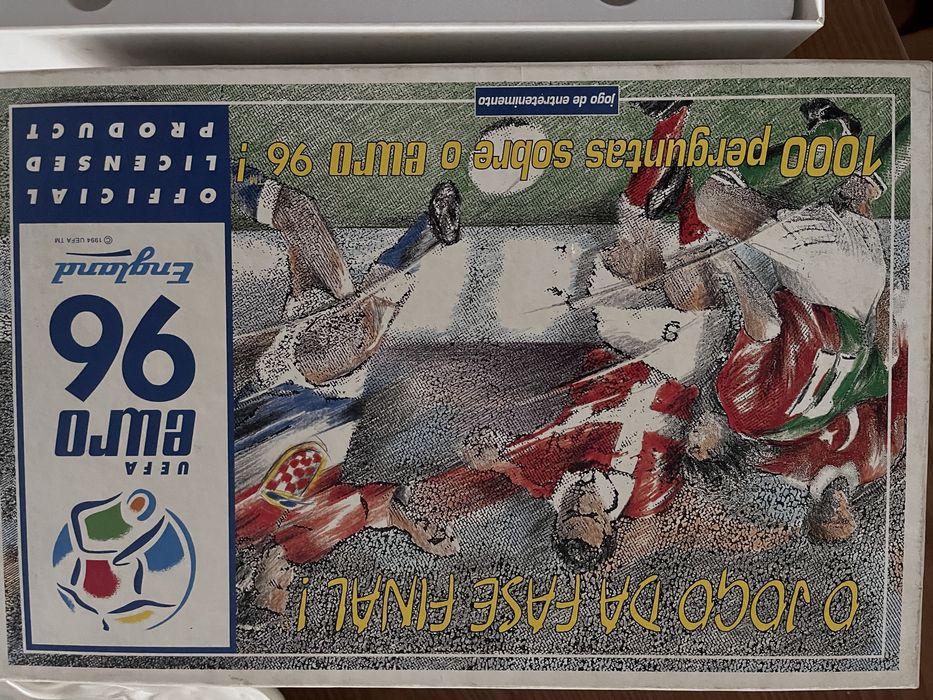 O JOGO DA FASE FINAL !
UEFA
euro
96
England
© 1994 UEFA TM
OFFICIAL
LICENSED
PRODUCT
6
1000 perguntas sobre o euro 96 !
jogo de entretenimento